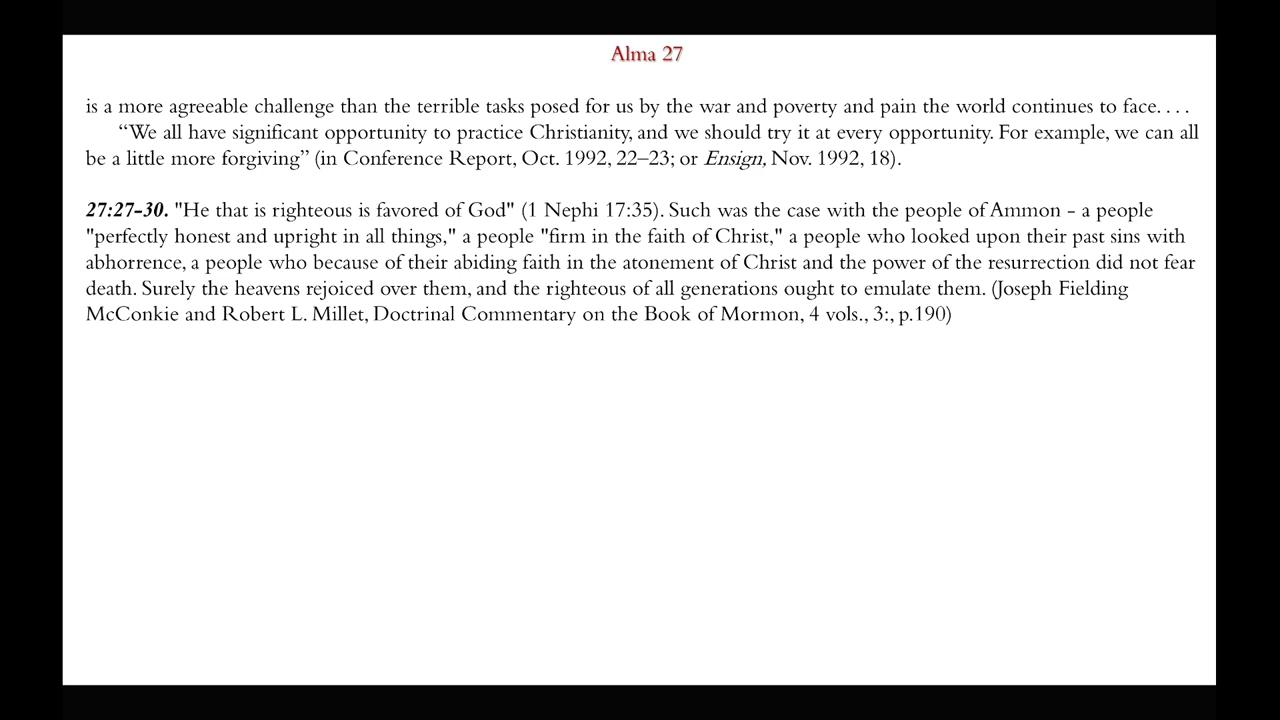 Alma 27
is a more agreeable challenge than the terrible tasks posed for us by the war and poverty and pain the world continues to face. . . .
“We all have significant opportunity to practice Christianity, and we should try it at every opportunity. For example, we can all
be a little more forgiving” (in Conference Report, Oct. 1992, 22–23; or Ensign, Nov. 1992, 18).
27:27-30. "He that is righteous is favored of God" (1 Nephi 17:35). Such was the case with the people of Ammon - a people
"perfectly honest and upright in all things," a people "firm in the faith of Christ," a people who looked upon their past sins with
abhorrence, a people who because of their abiding faith in the atonement of Christ and the power of the resurrection did not fear
death. Surely the heavens rejoiced over them, and the righteous of all generations ought to emulate them. (Joseph Fielding
McConkie and Robert L. Millet, Doctrinal Commentary on the Book of Mormon, 4 vols., 3:, p.190)